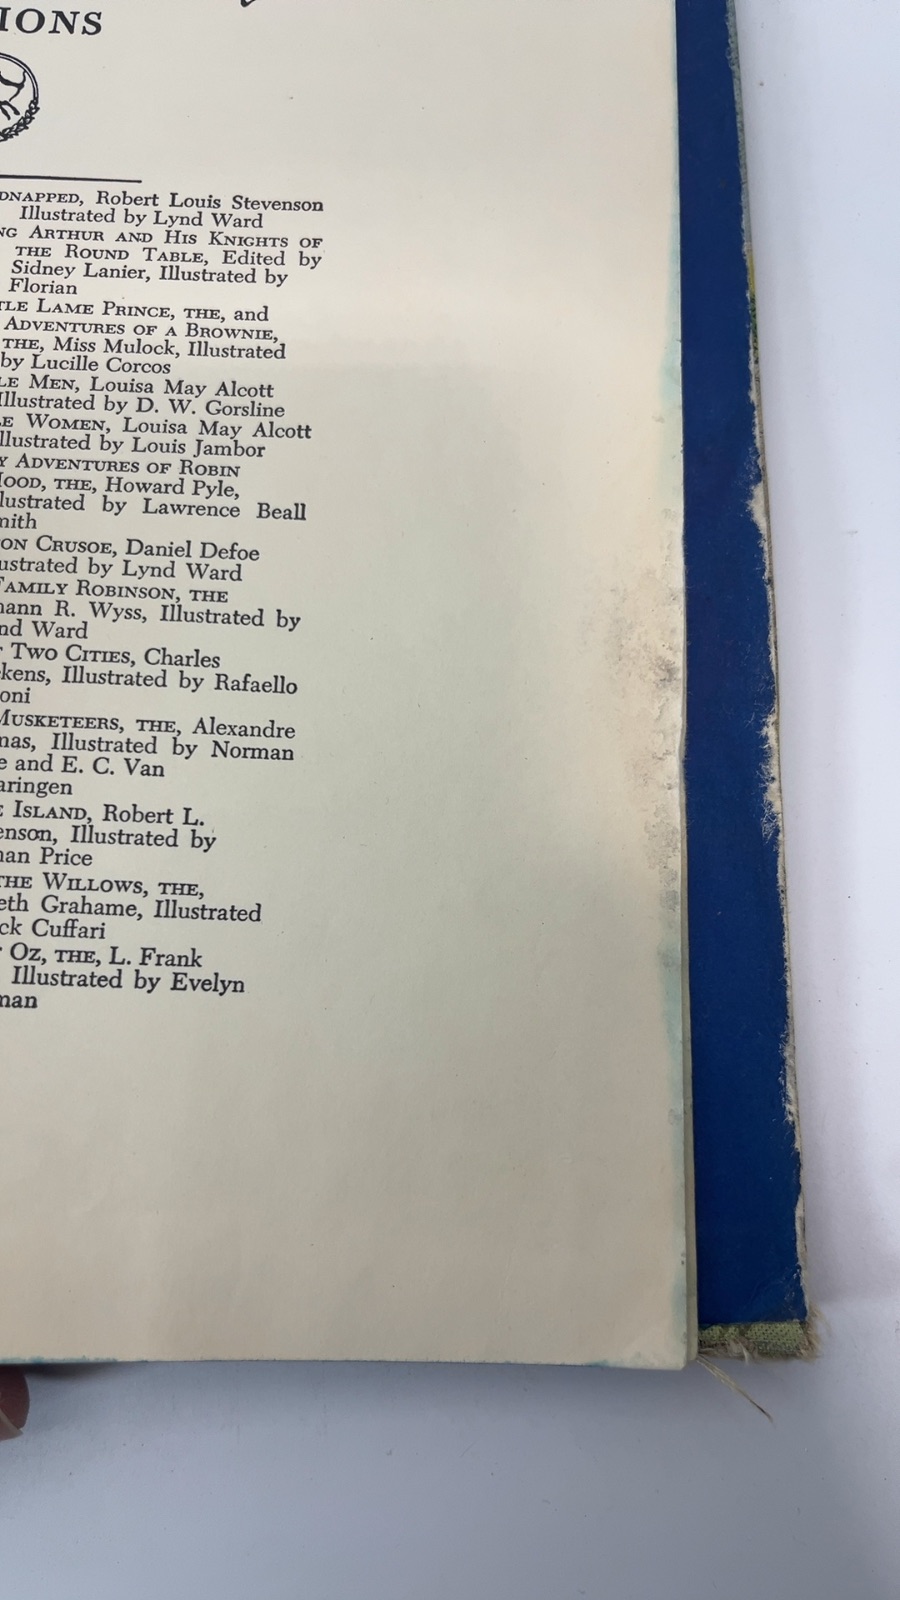 IONS
DNAPPED, Robert Louis Stevenson
Illustrated by Lynd Ward
NG ARTHUR AND HIS KNIGHTS OF
THE ROUND TABLE, Edited by
Sidney Lanier, Illustrated by
Florian
TLE LAME PRINCE, THE, and
ADVENTURES OF A BROWNIE,
THE, Miss Mulock, Illustrated
by Lucille Corcos
LE MEN, Louisa May Alcott
Illustrated by D. W. Gorsline
E WOMEN, Louisa May Alcott
llustrated by Louis Jambor
Y ADVENTURES OF ROBIN
HOOD, THE, Howard Pyle,
lustrated by Lawrence Beall
mith
ON CRUSOE, Daniel Defoe
ustrated by Lynd Ward
FAMILY ROBINSON, THE
hann R. Wyss, Illustrated by
nd Ward
TWO CITIES, Charles
kens, Illustrated by Rafaello
oni
MUSKETEERS, THE, Alexandre
mas, Illustrated by Norman
e and E. C. Van
aringen
E ISLAND, Robert L.
enson, Illustrated by
man Price
THE WILLOWS, THE,
eth Grahame, Illustrated
ck Cuffari
OZ, THE, L. Frank
Illustrated by Evelyn
man